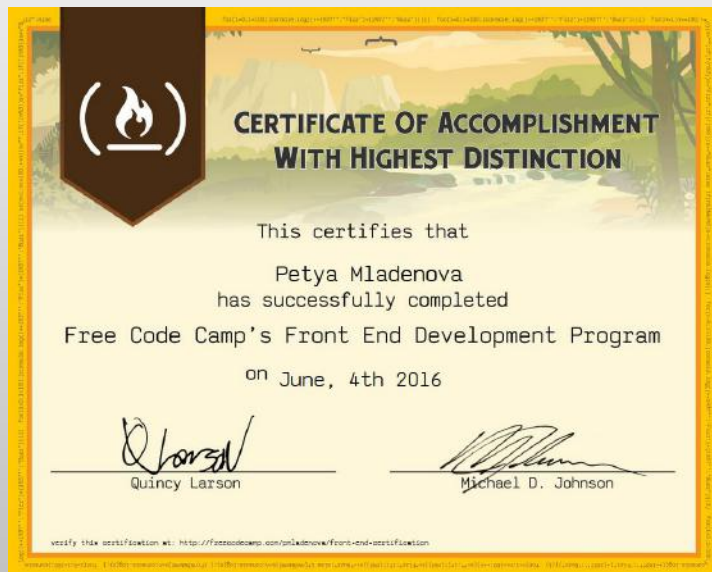 CERTIFICATE OF ACCOMPLISHMENT
WITH HIGHEST DISTINCTION
This certifies that
Petya Mladenova
has successfully completed
Free Code Camp's Front End Development Program
on June, 4th 2016
Quincy Larson
Michael D. Johnson
verify this certification at: http://freecodecamp.com/pmladenova/front-end-certification